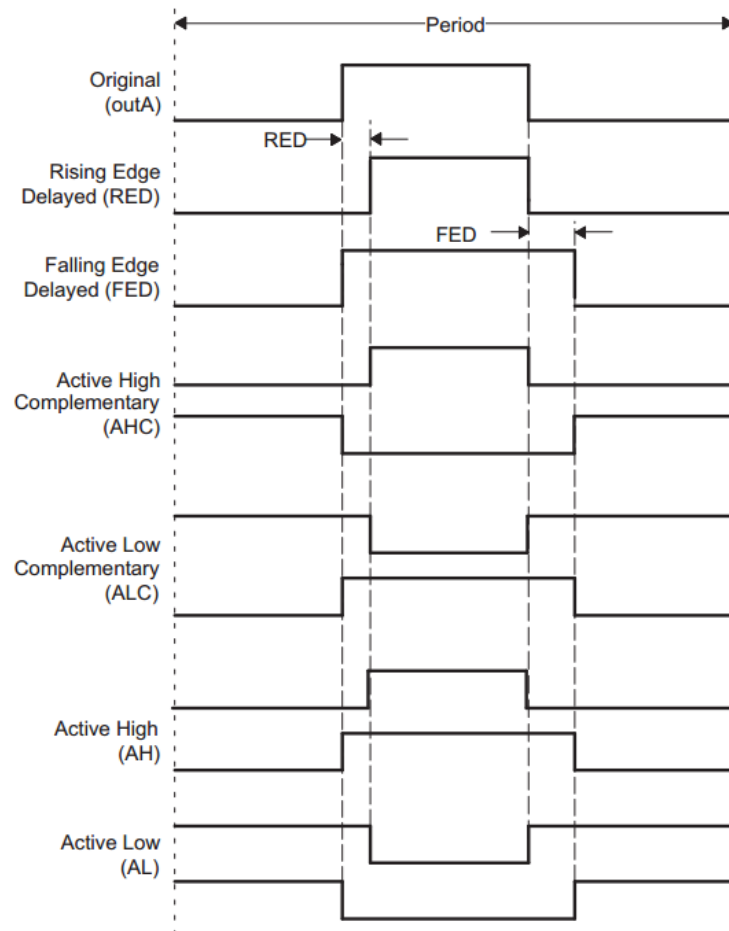 Period
Original
(outA)
RED
Rising Edge
Delayed (RED)
FED
Falling Edge
Delayed (FED)
Active High
Complementary
(AHC)
Active Low
Complementary
(ALC)
Active High
(AH)
Active Low
(AL)